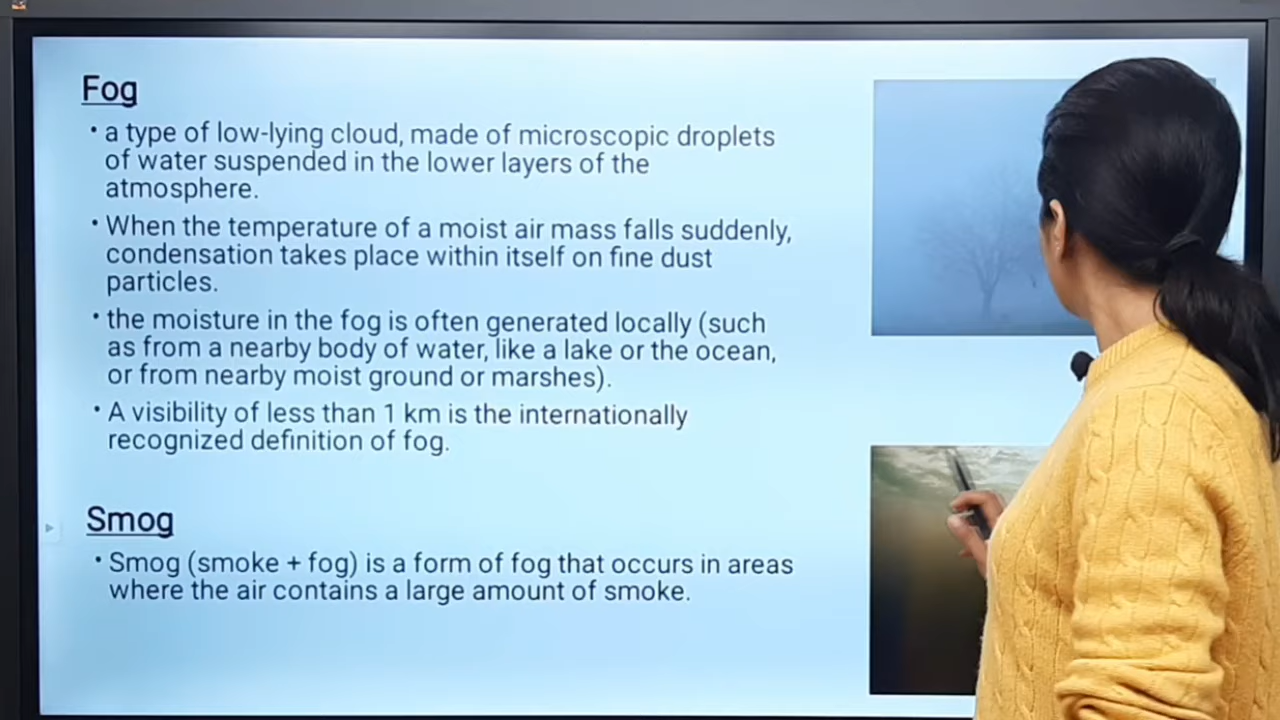 Fog
• a type of low-lying cloud, made of microscopic droplets
of water suspended in the lower layers of the
atmosphere.
• When the temperature of a moist air mass falls suddenly,
condensation takes place within itself on fine dust
particles.
• the moisture in the fog is often generated locally (such
as from a nearby body of water, like a lake or the ocean,
or from nearby moist ground or marshes).
• A visibility of less than 1 km is the internationally
recognized definition of fog.
Smog
• Smog (smoke + fog) is a form of fog that occurs in areas
where the air contains a large amount of smoke.